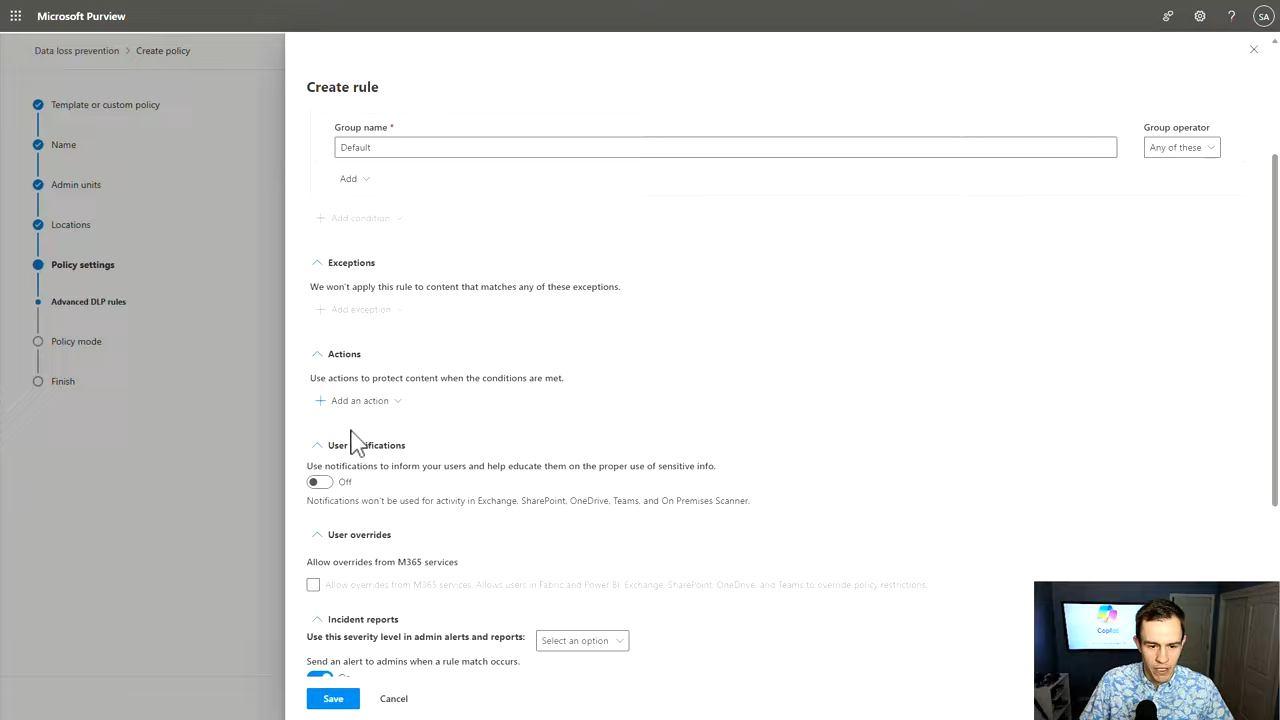 Microsoft Purview
SA
Data loss prevention > Create policy
Template or custom policy
Name
Admin units
Locations
Policy settings
Advanced DLP rules
Policy mode
Finish
Create rule
Group name *
Group operator
Default
Any of these
Add
+ Add condition
Exceptions
We won't apply this rule to content that matches any of these exceptions.
+ Add exception
Actions
Use actions to protect content when the conditions are met.
+ Add an action
User notifications
Use notifications to inform your users and help educate them on the proper use of sensitive info.
Off
Notifications won't be used for activity in Exchange, SharePoint, OneDrive, Teams, and On Premises Scanner.
User overrides
Allow overrides from M365 services
Allow overrides from M365 services. Allows users in Fabric and Power BI, Exchange, SharePoint, OneDrive, and Teams to override policy restrictions.
Incident reports
Use this severity level in admin alerts and reports:
Select an option
Send an alert to admins when a rule match occurs.
On
Save
Cancel
Copilot